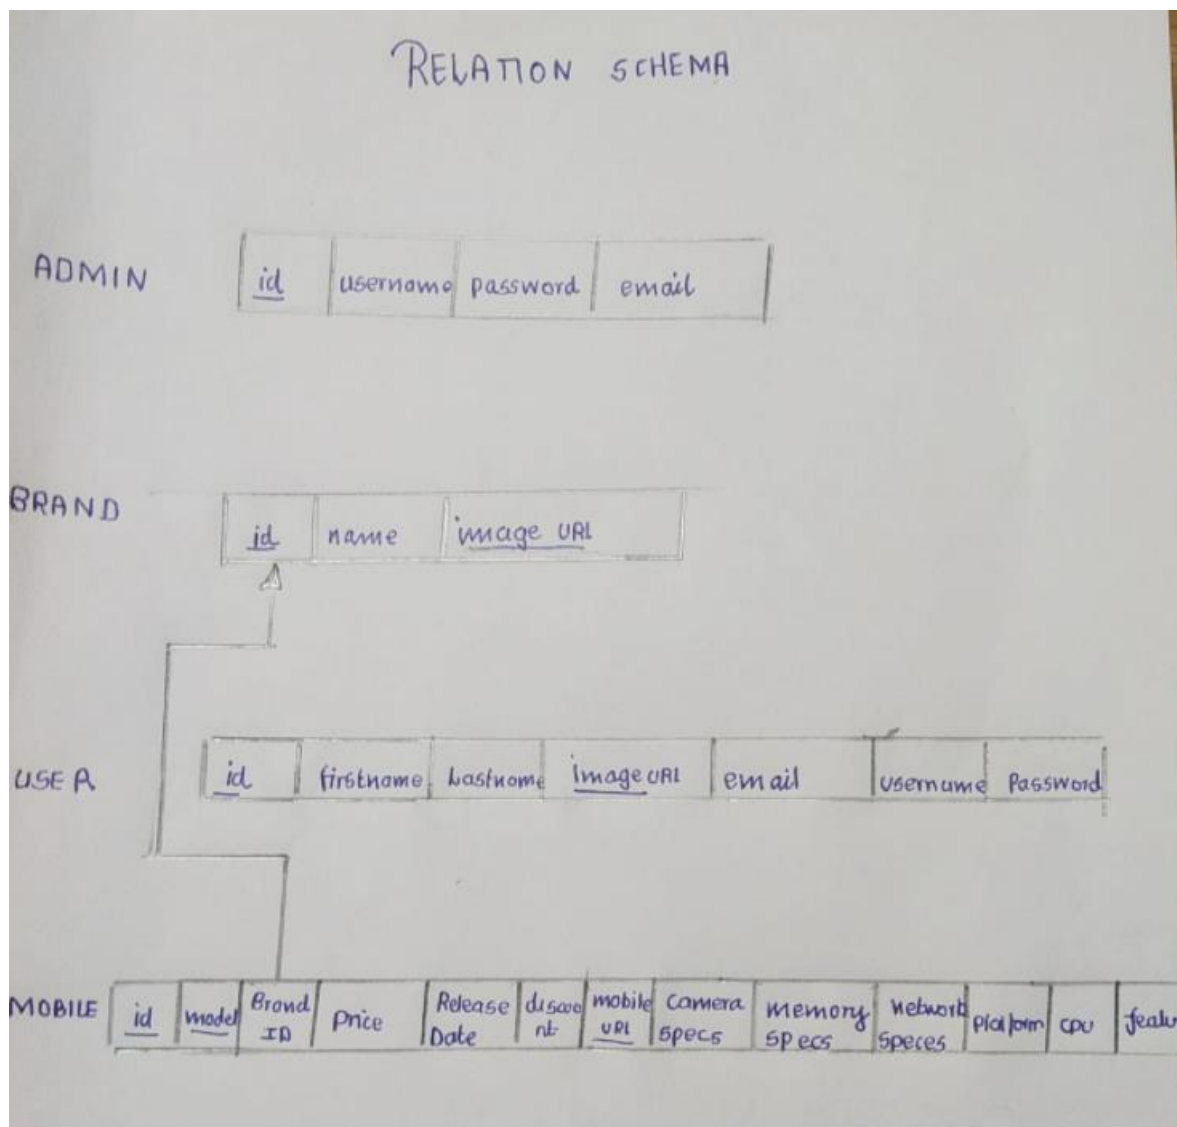 RELATION SCHEMA
ADMIN id username password email
BRAND id name image URL
USER id firstname Lastname Image URL email username Password
MOBILE id model Brand ID Price Release Date discount mobile URL camera specs memory specs network speces platform CPU featu